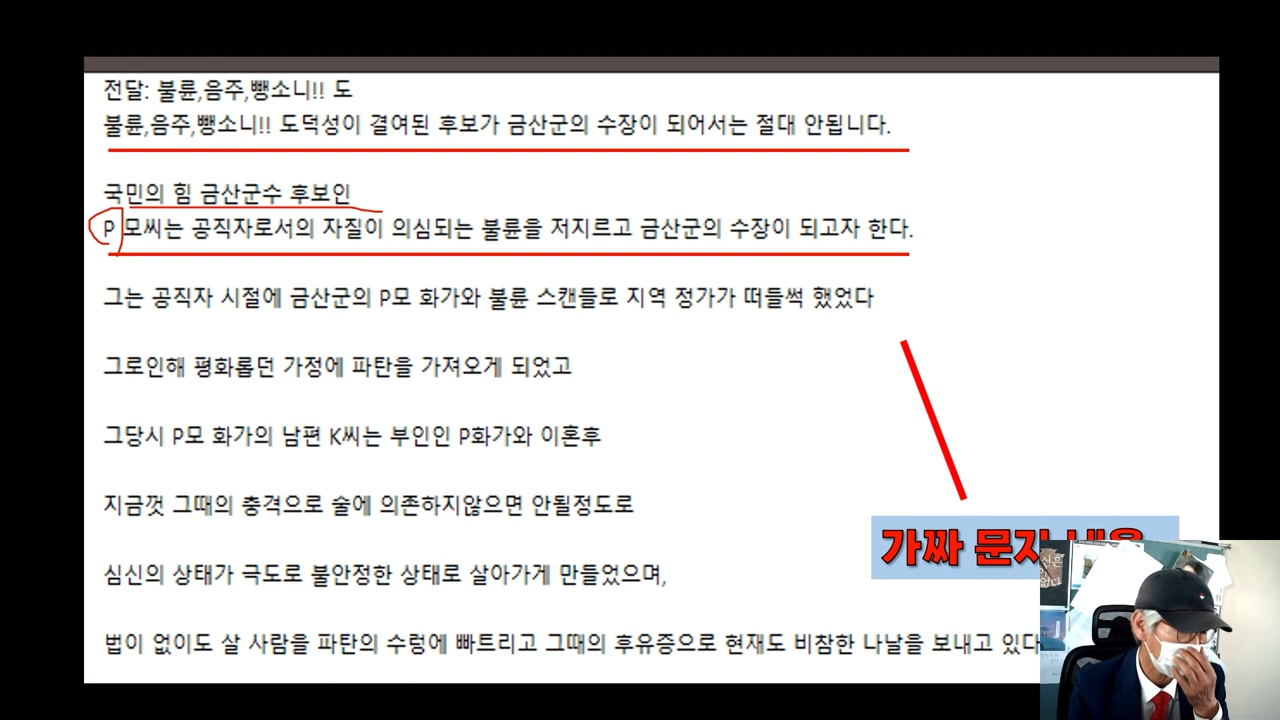 전달: 불륜,음주,뺑소니!! 도
불륜,음주,뺑소니!! 도덕성이 결여된 후보가 금산군의 수장이 되어서는 절대 안됩니다.
국민의 힘 금산군수 후보인
P 모씨는 공직자로서의 자질이 의심되는 불륜을 저지르고 금산군의 수장이 되고자 한다.
그는 공직자 시절에 금산군의 P모 화가와 불륜 스캔들로 지역 정가가 떠들썩 했었다
그로인해 평화롭던 가정에 파탄을 가져오게 되었고
그당시 P모 화가의 남편 K씨는 부인인 P화가와 이혼후
지금껏 그때의 충격으로 술에 의존하지않으면 안될정도로
심신의 상태가 극도로 불안정한 상태로 살아가게 만들었으며,
법이 없이도 살 사람을 파탄의 수렁에 빠트리고 그때의 후유증으로 현재도 비참한 나날을 보내고 있다
가짜 문자